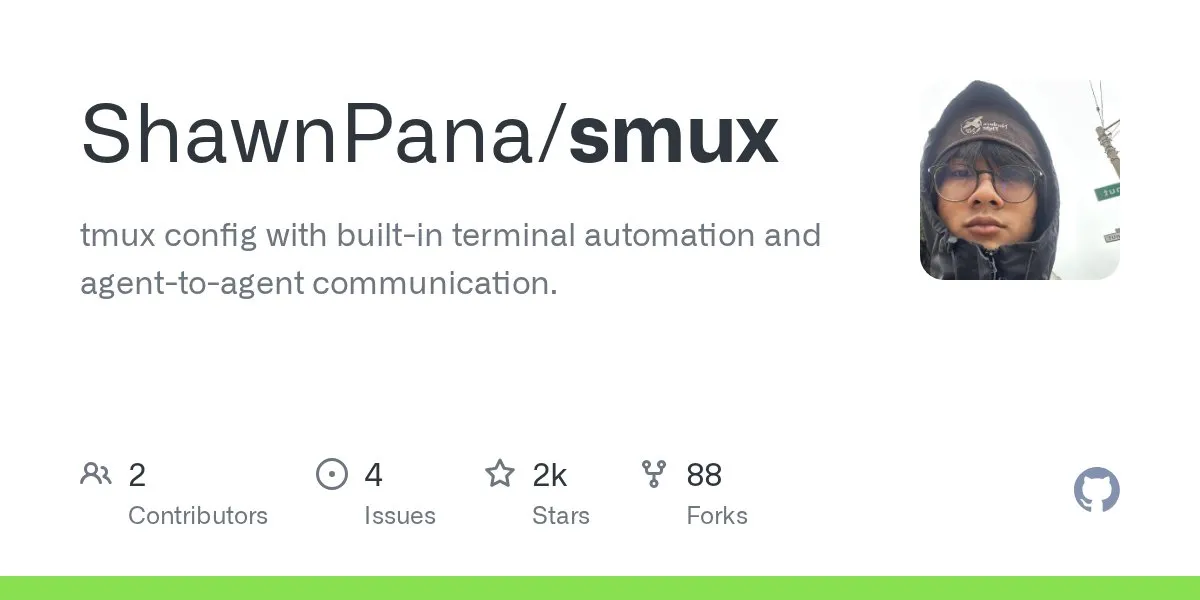 ShawnPana/smux
tmux config with built-in terminal automation and
agent-to-agent communication.
2
Contributors
4
Issues
2k
Stars
88
Forks